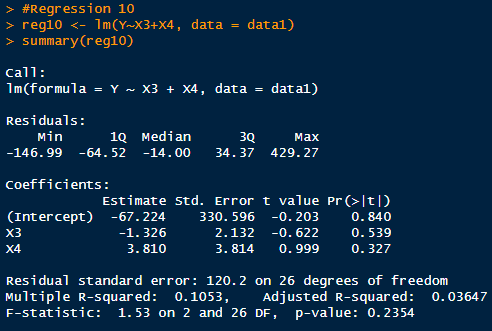 > #Regression 10
> reg10 <- lm(Y~X3+X4, data = data1)
> summary(reg10)
Call:
lm(formula = Y ~ X3 + X4, data = data1)
Residuals:
Min 1Q Median 3Q Max
-146.99 -64.52 -14.00 34.37 429.27
Coefficients:
Estimate Std. Error t value Pr(>|t|)
(Intercept) -67.224 330.596 -0.203 0.840
X3 -1.326 2.132 -0.622 0.539
X4 3.810 3.814 0.999 0.327
Residual standard error: 120.2 on 26 degrees of freedom
Multiple R-squared: 0.1053, Adjusted R-squared: 0.03647
F-statistic: 1.53 on 2 and 26 DF, p-value: 0.2354